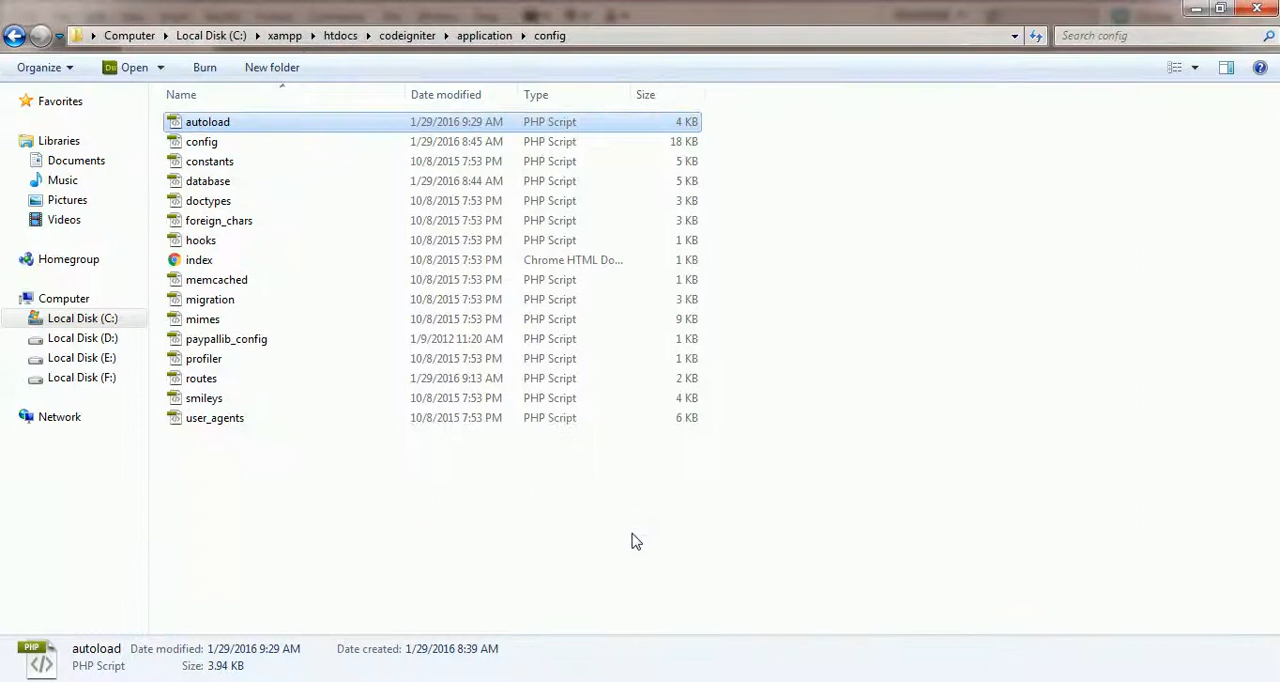 Computer Local Disk (C:) xampp htdocs codeigniter application config Search config
Organize Open Burn New folder
Name Date modified Type Size
Favorites
Libraries
Documents
Music
Pictures
Videos
Homegroup
Computer
Local Disk (C:)
Local Disk (D:)
Local Disk (E:)
Local Disk (F:)
Network
autoload 1/29/2016 9:29 AM PHP Script 4 KB
config 1/29/2016 8:45 AM PHP Script 18 KB
constants 10/8/2015 7:53 PM PHP Script 5 KB
database 1/29/2016 8:44 AM PHP Script 5 KB
doctypes 10/8/2015 7:53 PM PHP Script 3 KB
foreign_chars 10/8/2015 7:53 PM PHP Script 3 KB
hooks 10/8/2015 7:53 PM PHP Script 1 KB
index 10/8/2015 7:53 PM Chrome HTML Do... 1 KB
memcached 10/8/2015 7:53 PM PHP Script 1 KB
migration 10/8/2015 7:53 PM PHP Script 3 KB
mimes 10/8/2015 7:53 PM PHP Script 9 KB
paypallib_config 1/9/2012 11:20 AM PHP Script 1 KB
profiler 10/8/2015 7:53 PM PHP Script 1 KB
routes 1/29/2016 9:13 AM PHP Script 2 KB
smileys 10/8/2015 7:53 PM PHP Script 4 KB
user_agents 10/8/2015 7:53 PM PHP Script 6 KB
PHP
autoload Date modified: 1/29/2016 9:29 AM Date created: 1/29/2016 8:39 AM
PHP Script Size: 3.94 KB